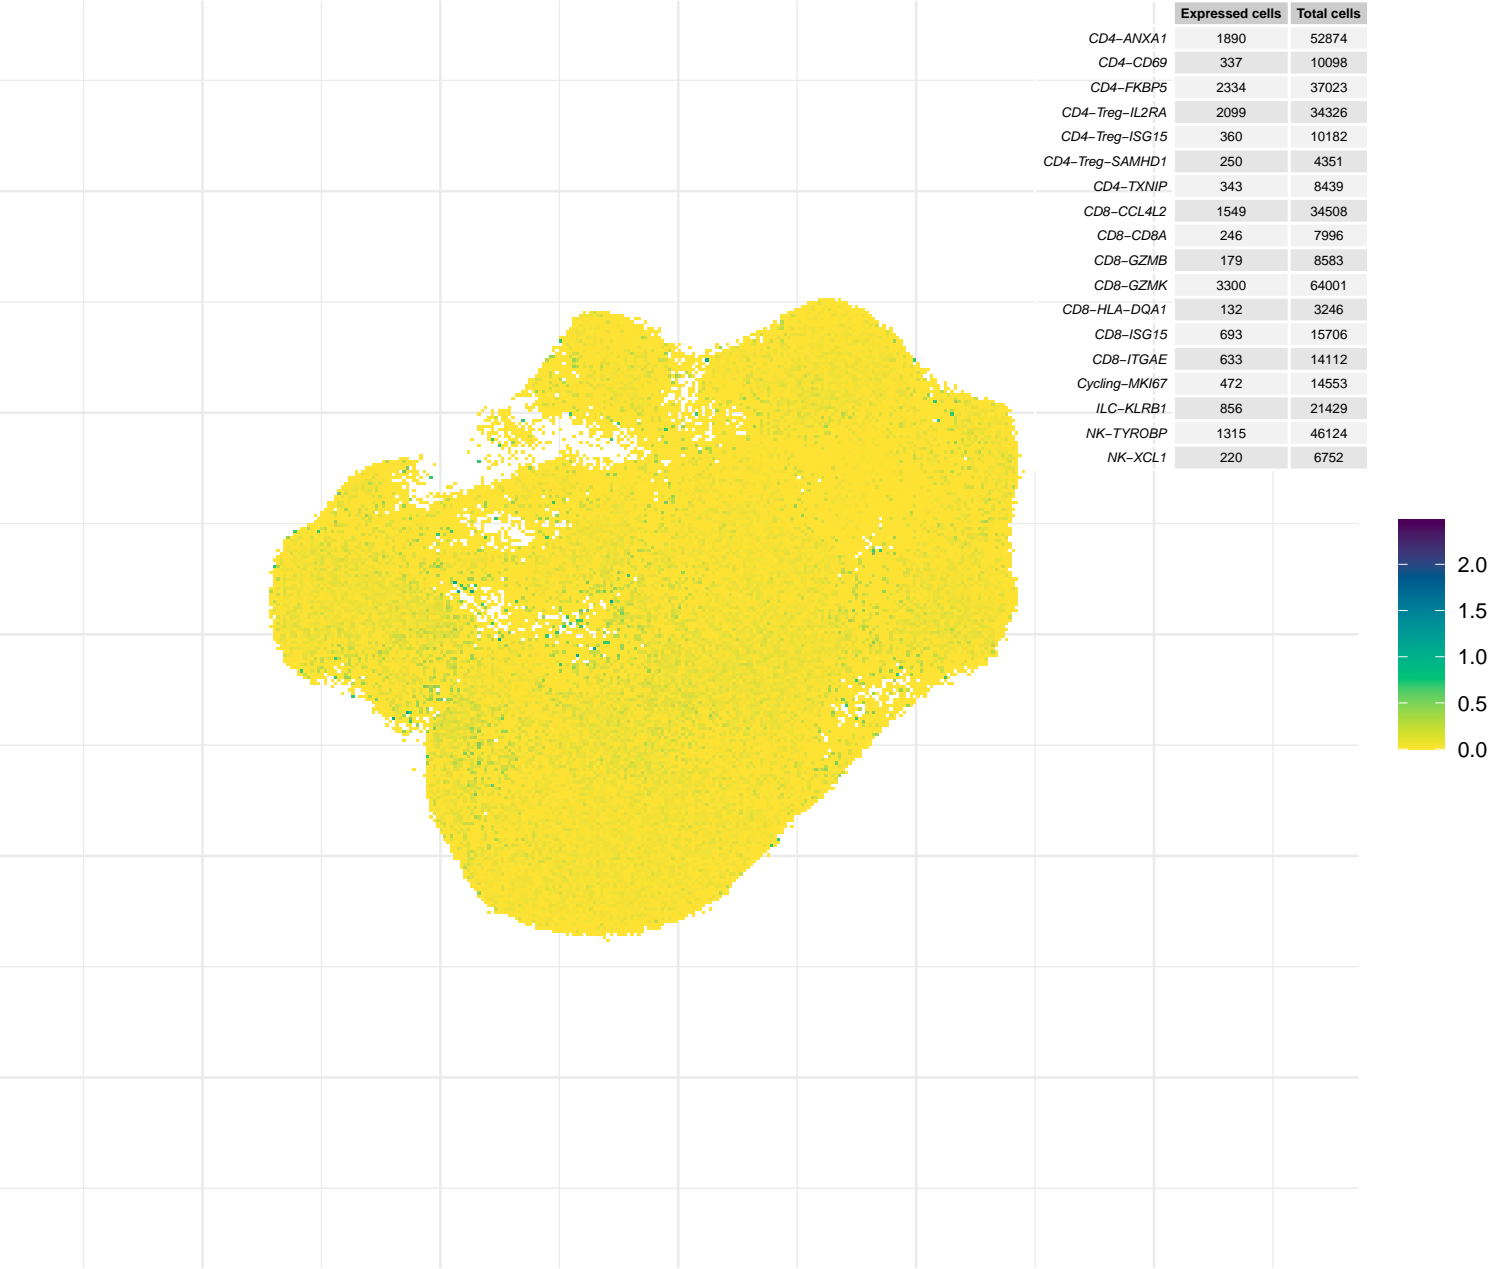 Expressed cells Total cells
CD4−ANXA1 1890 52874
CD4−CD69 337 10098
CD4−FKBP5 2334 37023
CD4−Treg−IL2RA 2099 34326
CD4−Treg−ISG15 360 10182
CD4−Treg−SAMHD1 250 4351
CD4−TXNIP 343 8439
CD8−CCL4L2 1549 34508
CD8−CD8A 246 7996
CD8−GZMB 179 8583
CD8−GZMK 3300 64001
CD8−HLA−DQA1 132 3246
CD8−ISG15 693 15706
CD8−ITGAE 633 14112
Cycling−MKI67 472 14553
ILC−KLRB1 856 21429
NK−TYROBP 1315 46124
NK−XCL1 220 6752
2.0
1.5
1.0
0.5
0.0